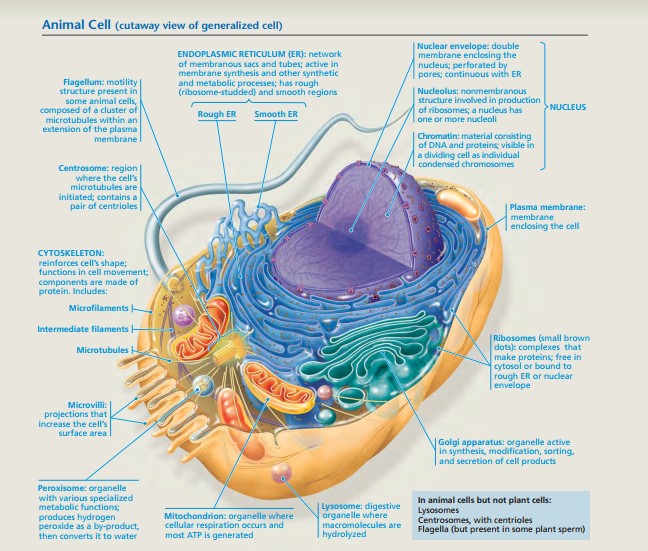 Animal Cell (cutaway view of generalized cell)
ENDOPLASMIC RETICULUM (ER): network
of membranous sacs and tubes; active in
membrane synthesis and other synthetic
and metabolic processes; has rough
(ribosome-studded) and smooth regions
Rough ER
Smooth ER
Nuclear envelope: double
membrane enclosing the
nucleus; perforated by
pores; continuous with ER
Nucleolus: nonmembranous
structure involved in production
of ribosomes; a nucleus has
one or more nucleoli
Chromatin: material consisting
of DNA and proteins; visible in
a dividing cell as individual
condensed chromosomes
NUCLEUS
Flagellum: motility
structure present in
some animal cells,
composed of a cluster of
microtubules within an
extension of the plasma
membrane
Centrosome: region
where the cell's
microtubules are
initiated; contains a
pair of centrioles
Plasma membrane:
membrane
enclosing the cell
CYTOSKELETON:
reinforces cell's shape;
functions in cell movement;
components are made of
protein. Includes:
Microfilaments
Intermediate filaments
Microtubules
Ribosomes (small brown
dots): complexes that
make proteins; free in
cytosol or bound to
rough ER or nuclear
envelope
Microvilli:
projections that
increase the cell's
surface area
Golgi apparatus: organelle active
in synthesis, modification, sorting,
and secretion of cell products
Peroxisome: organelle
with various specialized
metabolic functions;
produces hydrogen
peroxide as a by-product,
then converts it to water
Mitochondrion: organelle where
cellular respiration occurs and
most ATP is generated
Lysosome: digestive
organelle where
macromolecules are
hydrolyzed
In animal cells but not plant cells:
Lysosomes
Centrosomes, with centrioles
Flagella (but present in some plant sperm)